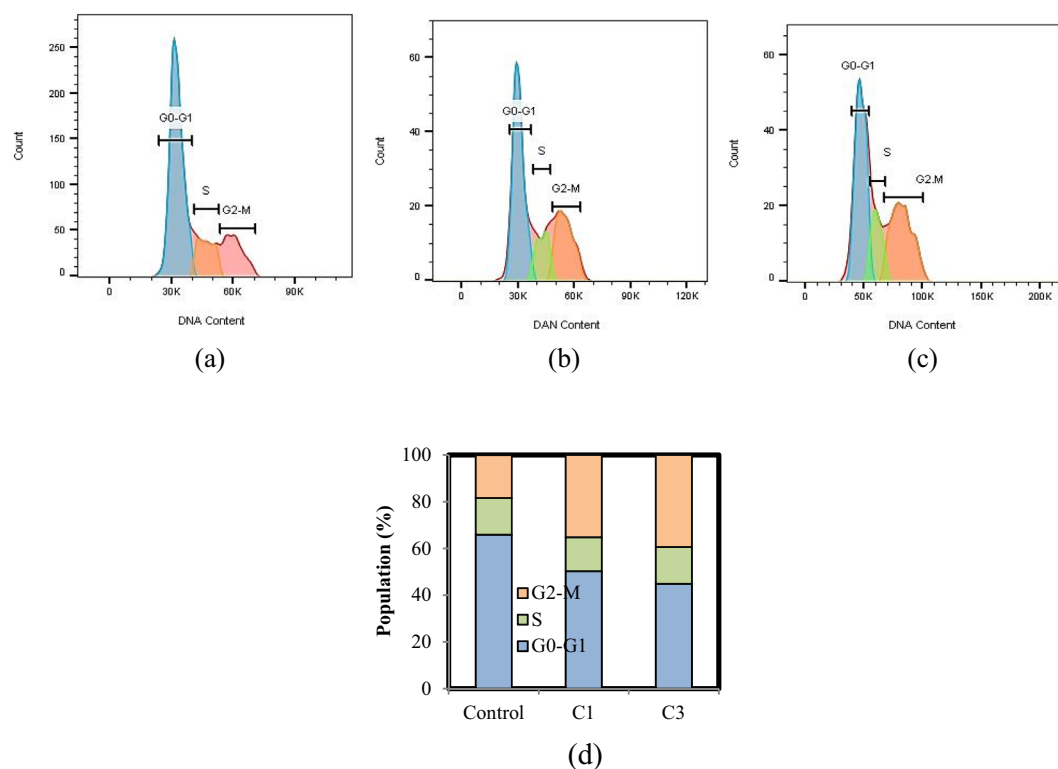 250
200
150
100
50
0
Count
G0-G1
S
G2-M
0 30K 60K 90K
DNA Content
(a)
60
40
20
0
Count
G0-G1
S
G2-M
0 30K 60K 90K 120K
DAN Content
(b)
60
40
20
0
Count
G0-G1
S
G2.M
0 50K 100K 150K 200K
DNA Content
(c)
100
80
60
40
20
0
Population (%)
G2-M
S
G0-G1
Control C1 C3
(d)